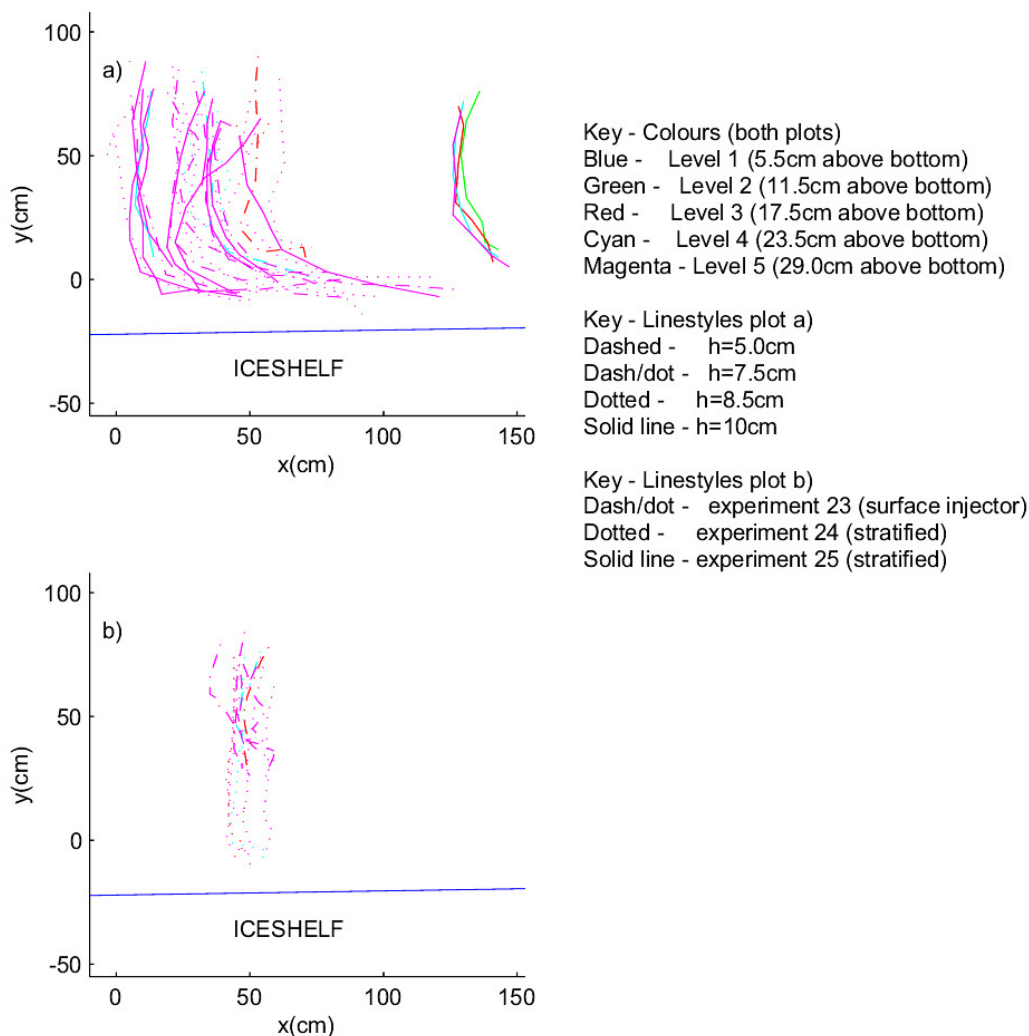 100
a)
50
y(cm)
0
ICESHELF
-50
0 50 100 150
x(cm)
Key - Colours (both plots)
Blue - Level 1 (5.5cm above bottom)
Green - Level 2 (11.5cm above bottom)
Red - Level 3 (17.5cm above bottom)
Cyan - Level 4 (23.5cm above bottom)
Magenta - Level 5 (29.0cm above bottom)
Key - Linestyles plot a)
Dashed - h=5.0cm
Dash/dot - h=7.5cm
Dotted - h=8.5cm
Solid line - h=10cm
Key - Linestyles plot b)
Dash/dot - experiment 23 (surface injector)
Dotted - experiment 24 (stratified)
Solid line - experiment 25 (stratified)
100
b)
50
y(cm)
0
ICESHELF
-50
0 50 100 150
x(cm)